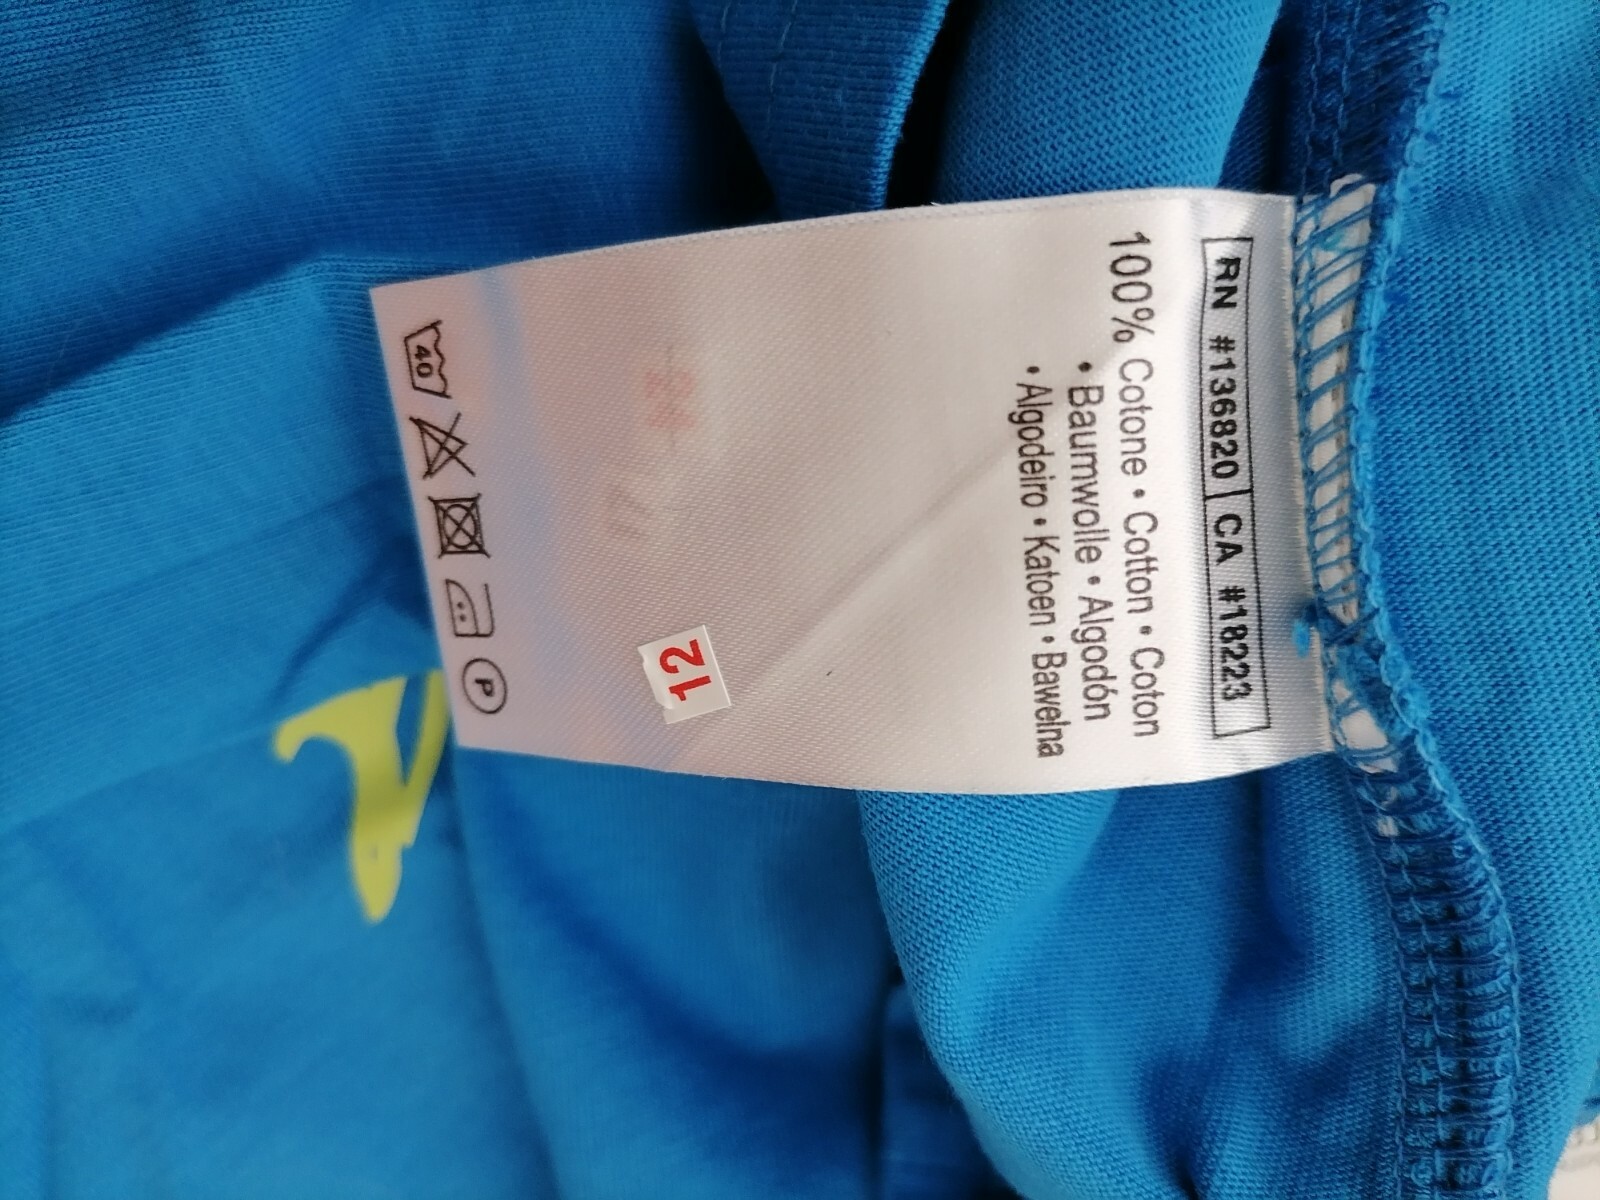 RN #136820 CA #18223
100% Cotone • Cotton • Coton
• Baumwolle • Algodón
• Algodeiro • Katoen • Bawełna
12
40 P